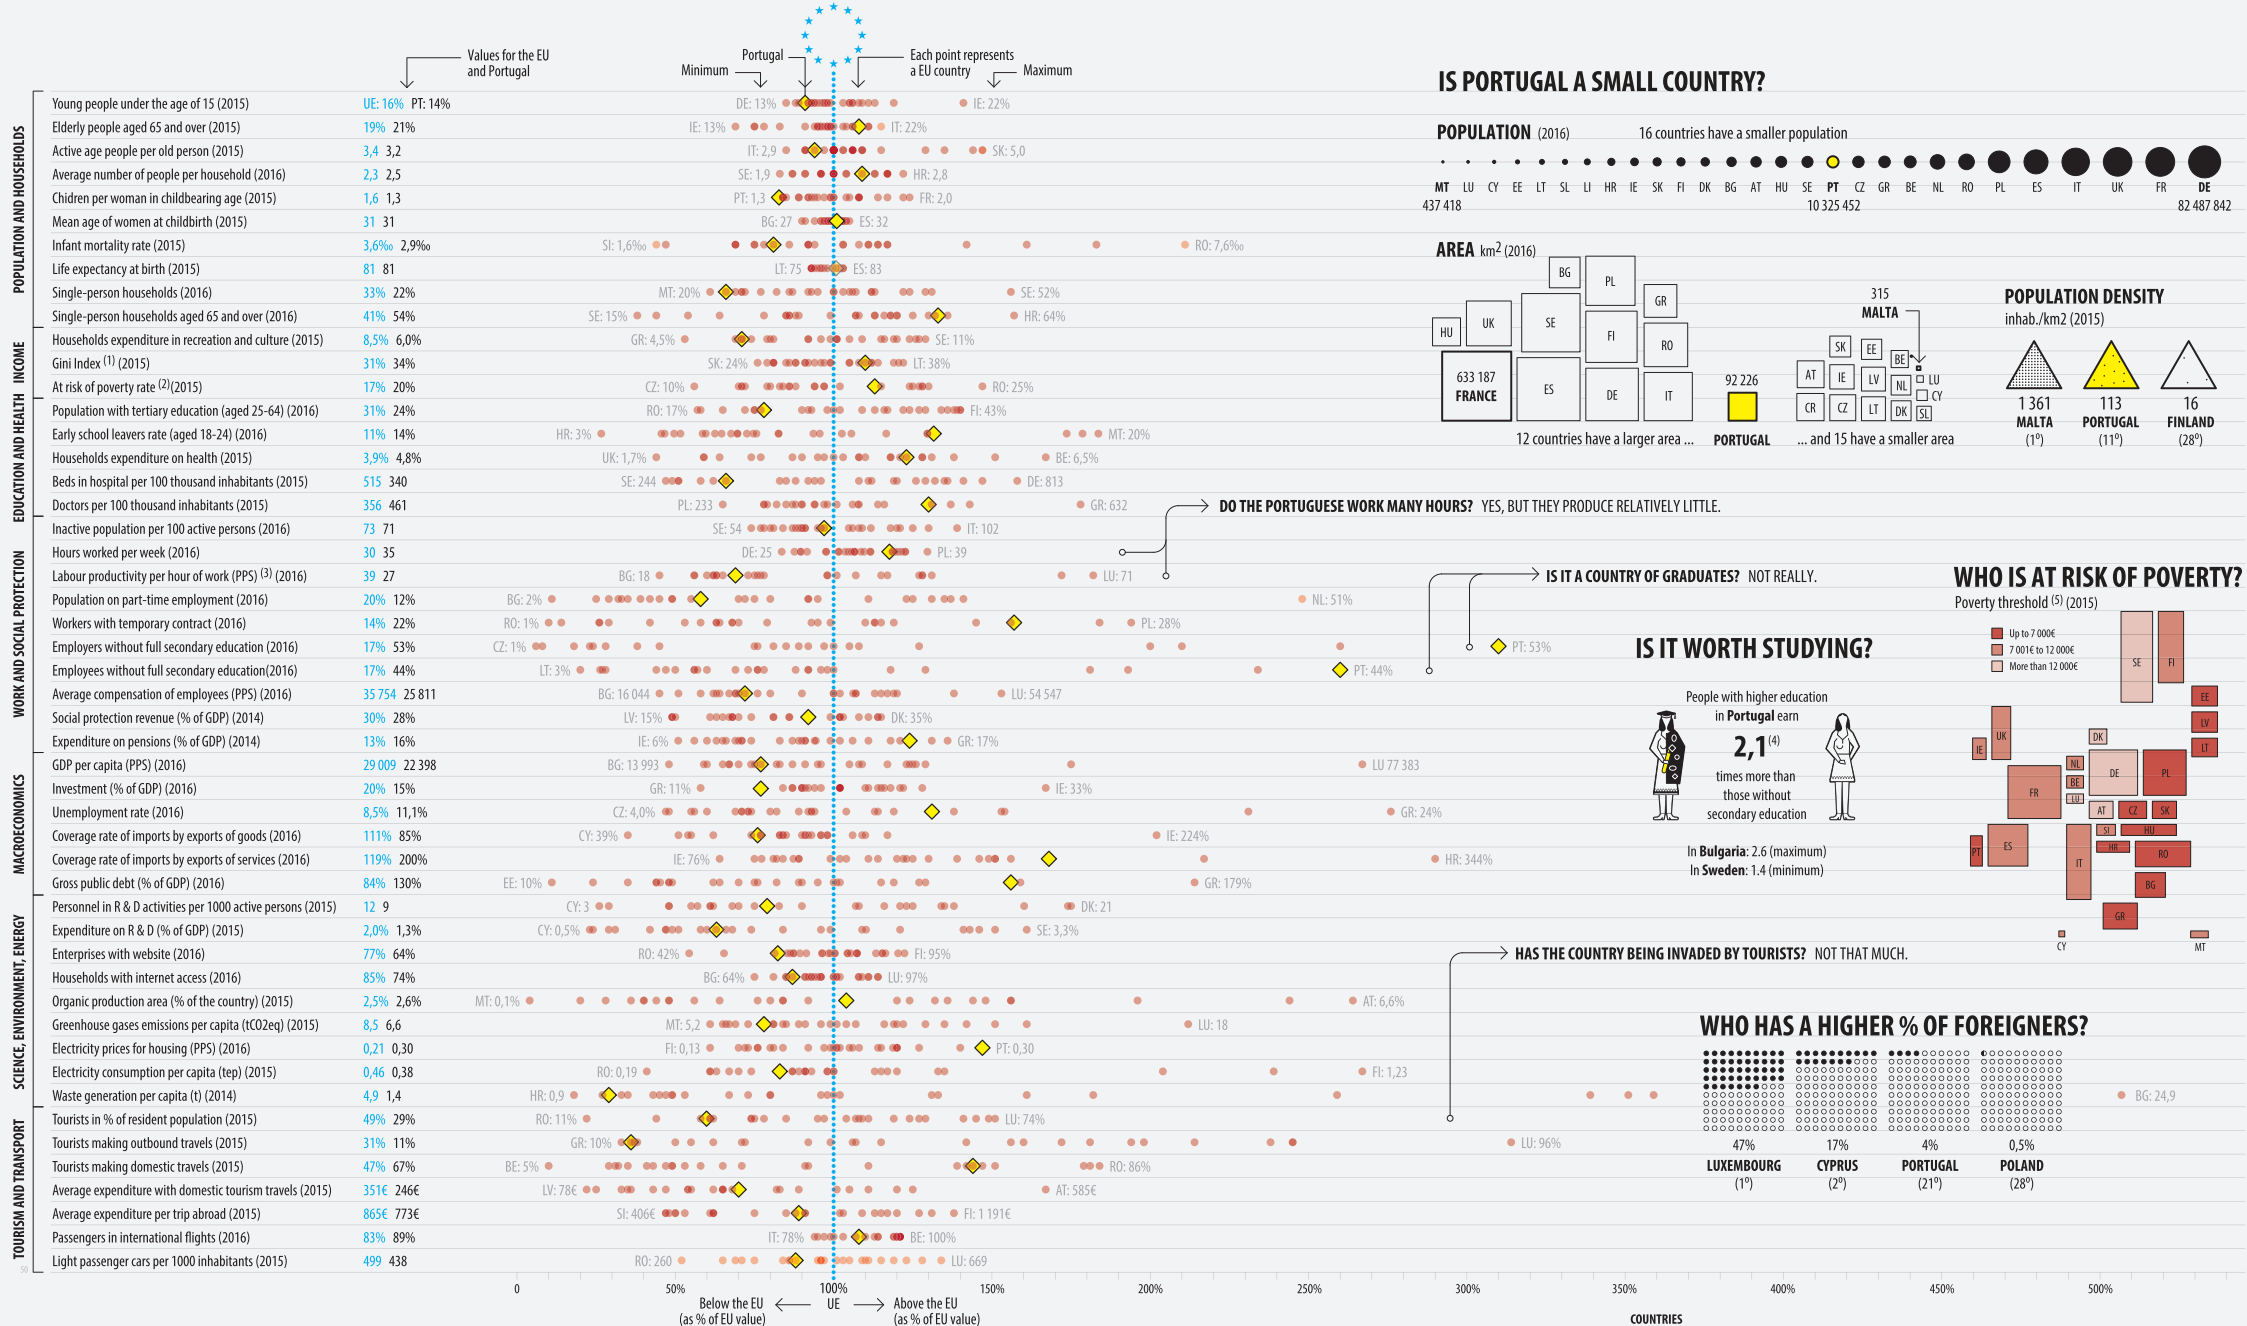 Values for the EU
and Portugal
Minimum
Portugal
Each point represents
a EU country
Maximum
POPULATION AND HOUSEHOLDS
Young people under the age of 15 (2015) UE: 16% PT: 14% DE: 13% IE: 22%
Elderly people aged 65 and over (2015) 19% 21% IE: 13% IT: 22%
Active age people per old person (2015) 3,4 3,2 IT: 2,9 SK: 5,0
Average number of people per household (2016) 2,3 2,5 SE: 1,9 HR: 2,8
Chidren per woman in childbearing age (2015) 1,6 1,3 PT: 1,3 FR: 2,0
Mean age of women at childbirth (2015) 31 31 BG: 27 ES: 32
Infant mortality rate (2015) 3,6‰ 2,9‰ SI: 1,6‰ RO: 7,6‰
Life expectancy at birth (2015) 81 81 LT: 75 ES: 83
Single-person households (2016) 33% 22% MT: 20% SE: 52%
Single-person households aged 65 and over (2016) 41% 54% SE: 15% HR: 64%
INCOME
Households expenditure in recreation and culture (2015) 8,5% 6,0% GR: 4,5% SE: 11%
Gini Index (1) (2015) 31% 34% SK: 24% LT: 38%
At risk of poverty rate (2)(2015) 17% 20% CZ: 10% RO: 25%
EDUCATION AND HEALTH
Population with tertiary education (aged 25-64) (2016) 31% 24% RO: 17% FI: 43%
Early school leavers rate (aged 18-24) (2016) 11% 14% HR: 3% MT: 20%
Households expenditure on health (2015) 3,9% 4,8% UK: 1,7% BE: 6,5%
Beds in hospital per 100 thousand inhabitants (2015) 515 340 SE: 244 DE: 813
Doctors per 100 thousand inhabitants (2015) 356 461 PL: 233 GR: 632
WORK AND SOCIAL PROTECTION
Inactive population per 100 active persons (2016) 73 71 SE: 54 IT: 102
Hours worked per week (2016) 30 35 DE: 25 PL: 39
Labour productivity per hour of work (PPS) (3) (2016) 39 27 BG: 18 LU: 71
Population on part-time employment (2016) 20% 12% BG: 2% NL: 51%
Workers with temporary contract (2016) 14% 22% RO: 1% PL: 28%
Employers without full secondary education (2016) 17% 53% CZ: 1% PT: 53%
Employees without full secondary education(2016) 17% 44% LT: 3% PT: 44%
Average compensation of employees (PPS) (2016) 35 754 25 811 BG: 16 044 LU: 54 547
Social protection revenue (% of GDP) (2014) 30% 28% LV: 15% DK: 35%
Expenditure on pensions (% of GDP) (2014) 13% 16% IE: 6% GR: 17%
MACROECONOMICS
GDP per capita (PPS) (2016) 29 009 22 398 BG: 13 993 LU 77 383
Investment (% of GDP) (2016) 20% 15% GR: 11% IE: 33%
Unemployment rate (2016) 8,5% 11,1% CZ: 4,0% GR: 24%
Coverage rate of imports by exports of goods (2016) 111% 85% CY: 39% IE: 224%
Coverage rate of imports by exports of services (2016) 119% 200% IE: 76% HR: 344%
Gross public debt (% of GDP) (2016) 84% 130% EE: 10% GR: 179%
SCIENCE, ENVIRONMENT, ENERGY
Personnel in R & D activities per 1000 active persons (2015) 12 9 CY: 3 DK: 21
Expenditure on R & D (% of GDP) (2015) 2,0% 1,3% CY: 0,5% SE: 3,3%
Enterprises with website (2016) 77% 64% RO: 42% FI: 95%
Households with internet access (2016) 85% 74% BG: 64% LU: 97%
Organic production area (% of the country) (2015) 2,5% 2,6% MT: 0,1% AT: 6,6%
Greenhouse gases emissions per capita (tCO2eq) (2015) 8,5 6,6 MT: 5,2 LU: 18
Electricity prices for housing (PPS) (2016) 0,21 0,30 FI: 0,13 PT: 0,30
Electricity consumption per capita (tep) (2015) 0,46 0,38 RO: 0,19 FI: 1,23
Waste generation per capita (t) (2014) 4,9 1,4 HR: 0,9 BG: 24,9
TOURISM AND TRANSPORT
Tourists in % of resident population (2015) 49% 29% RO: 11% LU: 74%
Tourists making outbound travels (2015) 31% 11% GR: 10% LU: 96%
Tourists making domestic travels (2015) 47% 67% BE: 5% RO: 86%
Average expenditure with domestic tourism travels (2015) 351€ 246€ LV: 78€ AT: 585€
Average expenditure per trip abroad (2015) 865€ 773€ SI: 406€ FI: 1 191€
Passengers in international flights (2016) 83% 89% IT: 78% BE: 100%
Light passenger cars per 1000 inhabitants (2015) 499 438 RO: 260 LU: 669
50
0 50% 100% 150% 200% 250% 300% 350% 400% 450% 500%
Below the EU
(as % of EU value)
UE
Above the EU
(as % of EU value)
COUNTRIES
IS PORTUGAL A SMALL COUNTRY?
POPULATION (2016) 16 countries have a smaller population
MT LU CY EE LT SL LI HR IE SK FI DK BG AT HU SE PT CZ GR BE NL RO PL ES IT UK FR DE
437 418 10 325 452 82 487 842
AREA km2 (2016)
BG PL GR
HU UK SE FI RO
633 187
FRANCE
ES DE IT
12 countries have a larger area ...
92 226
PORTUGAL
315
MALTA
SK EE BE
AT IE LV NL LU
CY
CR CZ LT DK SL
... and 15 have a smaller area
POPULATION DENSITY
inhab./km2 (2015)
1 361 113 16
MALTA PORTUGAL FINLAND
(1º) (11º) (28º)
DO THE PORTUGUESE WORK MANY HOURS? YES, BUT THEY PRODUCE RELATIVELY LITTLE.
IS IT A COUNTRY OF GRADUATES? NOT REALLY.
IS IT WORTH STUDYING?
People with higher education
in Portugal earn
2,1(4)
times more than
those without
secondary education
In Bulgaria: 2.6 (maximum)
In Sweden: 1.4 (minimum)
WHO IS AT RISK OF POVERTY?
Poverty threshold (5) (2015)
Up to 7 000€
7 001€ to 12 000€
More than 12 000€
SE FI
EE
LV
LT
UK IE DK
NL BE LU
DE PL
FR AT CZ SK
SI HU
PT ES IT HR RO
BG
GR
CY MT
HAS THE COUNTRY BEING INVADED BY TOURISTS? NOT THAT MUCH.
WHO HAS A HIGHER % OF FOREIGNERS?
47% 17% 4% 0,5%
LUXEMBOURG CYPRUS PORTUGAL POLAND
(1º) (2º) (21º) (28º)